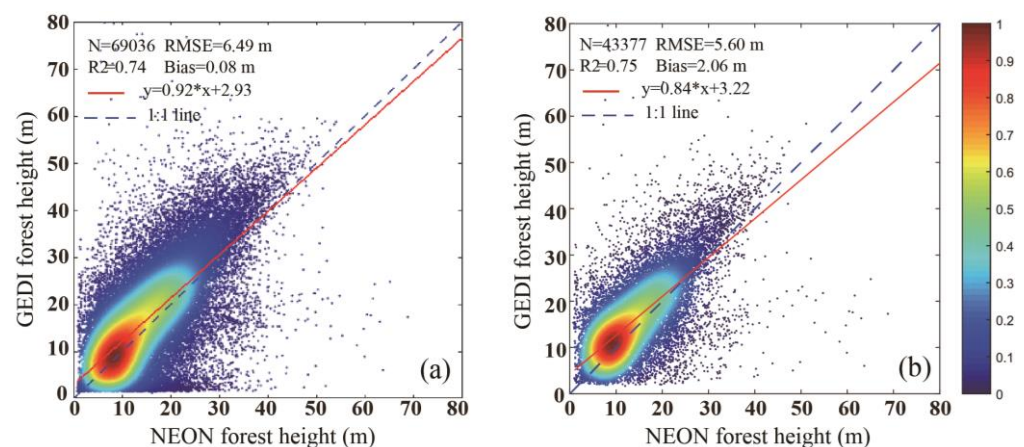 80
70
60
50
40
30
20
10
0
GEDI forest height (m)
N=69036 RMSE=6.49 m
R2=0.74 Bias=0.08 m
y=0.92*x+2.93
1:1 line
(a)
0 10 20 30 40 50 60 70 80
NEON forest height (m)
80
70
60
50
40
30
20
10
0
GEDI forest height (m)
N=43377 RMSE=5.60 m
R2=0.75 Bias=2.06 m
y=0.84*x+3.22
1:1 line
(b)
0 10 20 30 40 50 60 70 80
NEON forest height (m)
1
0.9
0.8
0.7
0.6
0.5
0.4
0.3
0.2
0.1
0